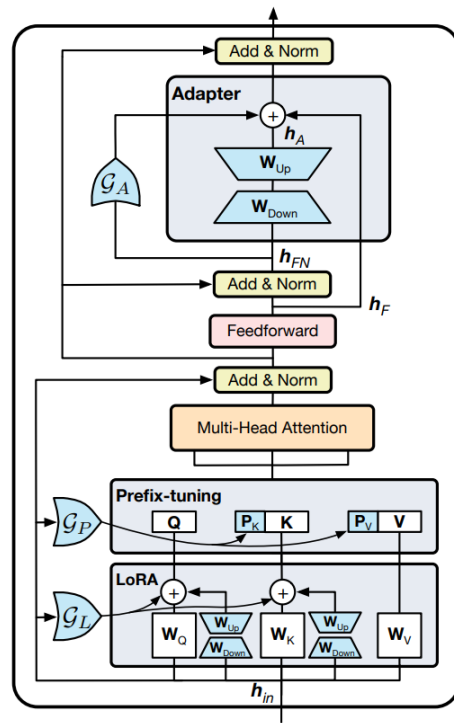 Add & Norm
Adapter
+
h_A
W_Up
G_A
W_Down
h_FN
Add & Norm
h_F
Feedforward
Add & Norm
Multi-Head Attention
Prefix-tuning
G_P
Q
P_K K
P_V V
LoRA
G_L
+
+
W_Q
W_Up
W_Down
W_K
W_Up
W_Down
W_V
h_in